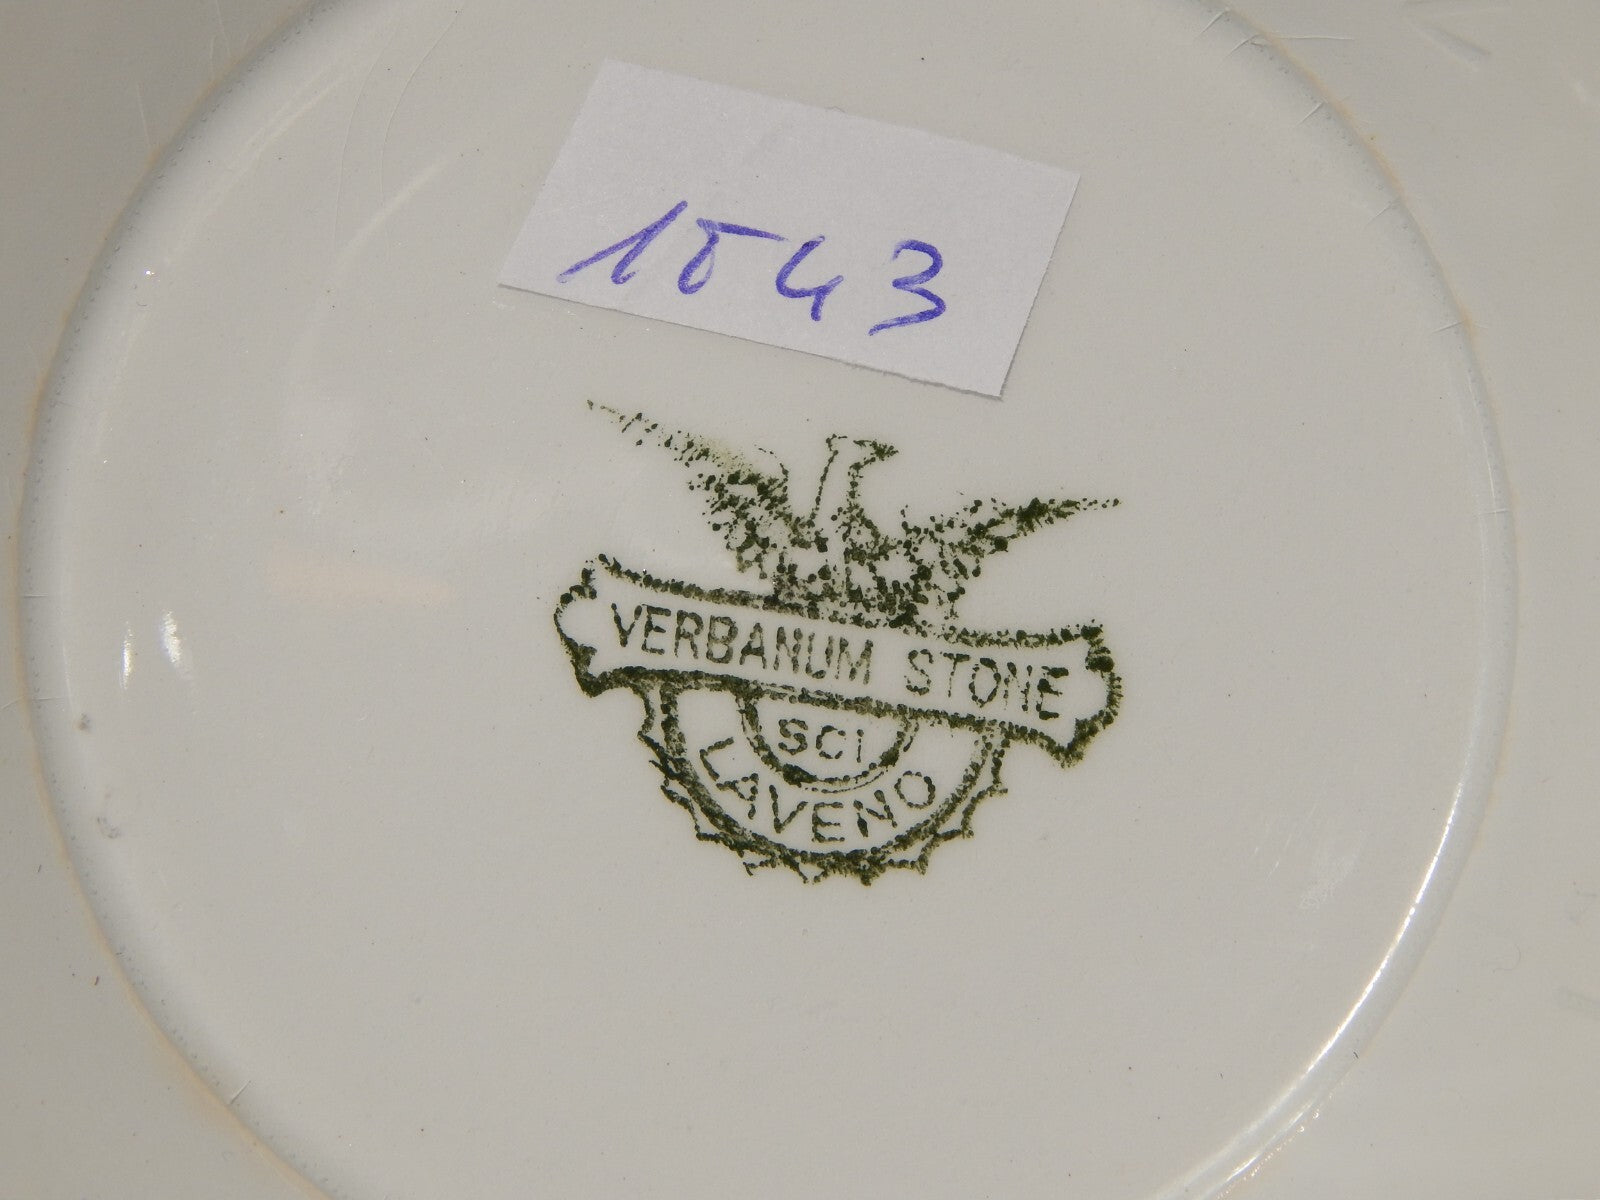 1543
VERBANUM STONE
SCI
LAVENO